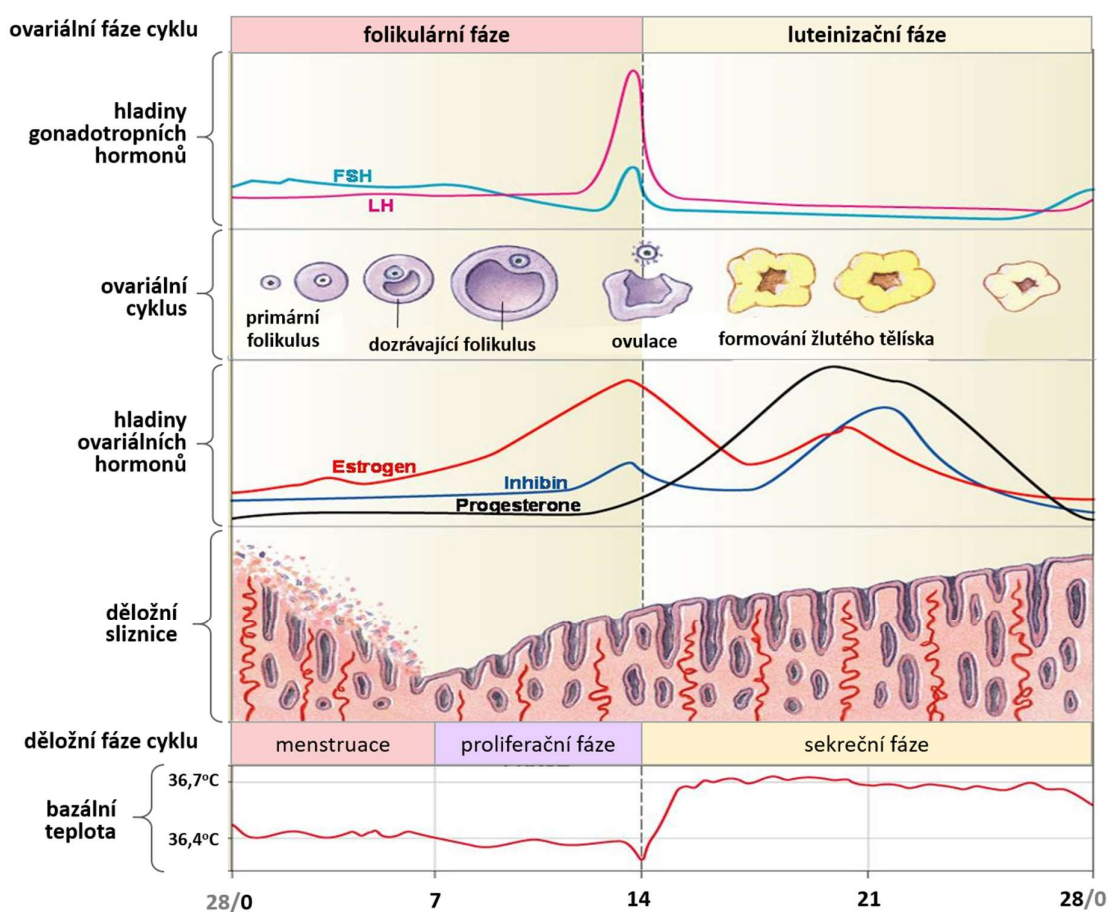 ovariální fáze cyklu
folikulární fáze
luteinizační fáze
hladiny
gonadotropních
hormonů
FSH
LH
ovariální
cyklus
primární
folikulus
dozrávající folikulus
ovulace
formování žlutého tělíska
hladiny
ovariálních
hormonů
Estrogen
Inhibin
Progesterone
děložní
sliznice
děložní fáze cyklu
menstruace
proliferační fáze
sekreční fáze
bazální
teplota
36,7°C
36,4°C
28/0
7
14
21
28/0